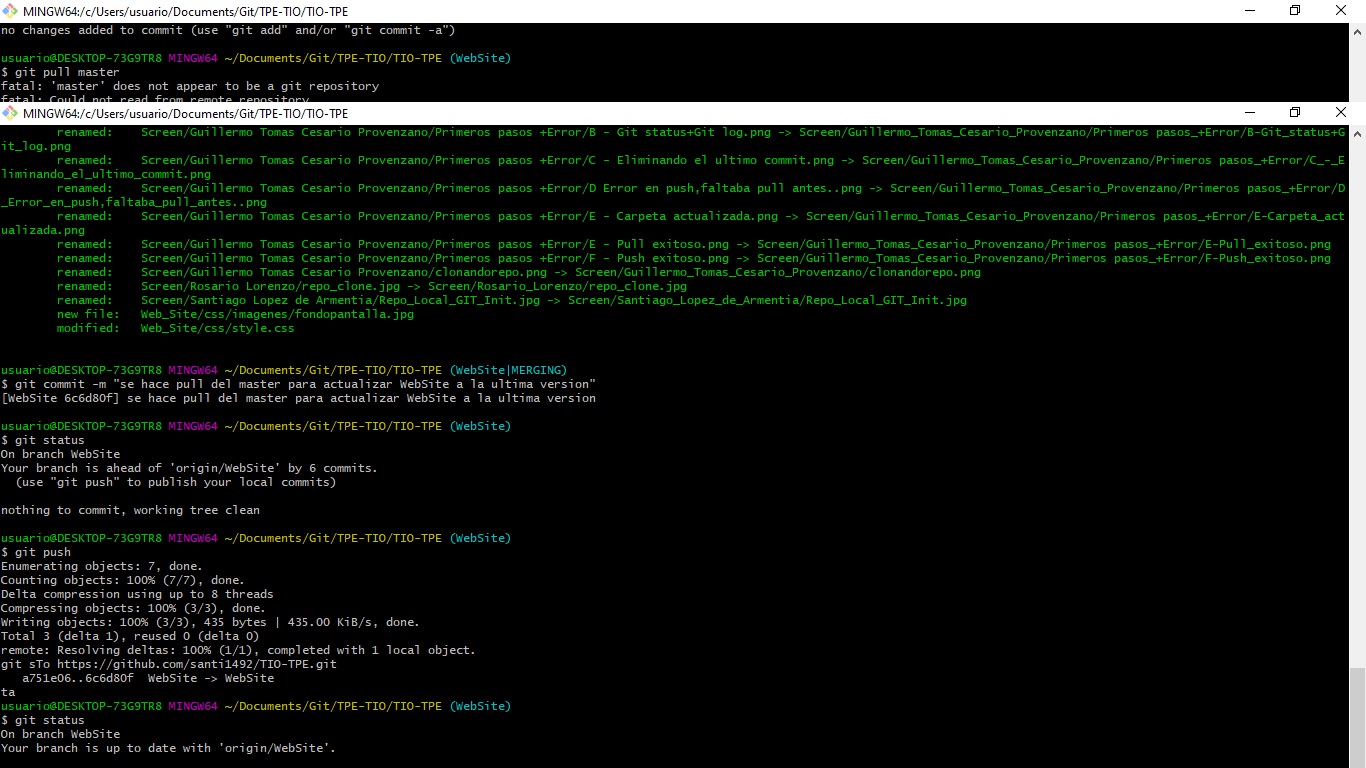 MINGW64:/c/Users/usuario/Documents/Git/TPE-TIO/TIO-TPE
no changes added to commit (use "git add" and/or "git commit -a")
usuario@DESKTOP-73G9TR8 MINGW64 ~/Documents/Git/TPE-TIO/TIO-TPE (WebSite)
$ git pull master
fatal: 'master' does not appear to be a git repository
fatal: Could not read from remote repository
MINGW64:/c/Users/usuario/Documents/Git/TPE-TIO/TIO-TPE
renamed:    Screen/Guillermo Tomas Cesario Provenzano/Primeros pasos +Error/B - Git status+Git log.png -> Screen/Guillermo_Tomas_Cesario_Provenzano/Primeros pasos_+Error/B-Git_status+G
it_log.png
renamed:    Screen/Guillermo Tomas Cesario Provenzano/Primeros pasos +Error/C - Eliminando el ultimo commit.png -> Screen/Guillermo_Tomas_Cesario_Provenzano/Primeros pasos_+Error/C_-_E
liminando_el_ultimo_commit.png
renamed:    Screen/Guillermo Tomas Cesario Provenzano/Primeros pasos +Error/D Error en push,faltaba pull antes..png -> Screen/Guillermo_Tomas_Cesario_Provenzano/Primeros pasos_+Error/D
_Error_en_push,faltaba_pull_antes..png
renamed:    Screen/Guillermo Tomas Cesario Provenzano/Primeros pasos +Error/E - Carpeta actualizada.png -> Screen/Guillermo_Tomas_Cesario_Provenzano/Primeros pasos_+Error/E-Carpeta_act
ualizada.png
renamed:    Screen/Guillermo Tomas Cesario Provenzano/Primeros pasos +Error/E - Pull exitoso.png -> Screen/Guillermo_Tomas_Cesario_Provenzano/Primeros pasos_+Error/E-Pull_exitoso.png
renamed:    Screen/Guillermo Tomas Cesario Provenzano/Primeros pasos +Error/F - Push exitoso.png -> Screen/Guillermo_Tomas_Cesario_Provenzano/Primeros pasos_+Error/F-Push_exitoso.png
renamed:    Screen/Guillermo Tomas Cesario Provenzano/clonandorepo.png -> Screen/Guillermo_Tomas_Cesario_Provenzano/clonandorepo.png
renamed:    Screen/Rosario Lorenzo/repo_clone.jpg -> Screen/Rosario_Lorenzo/repo_clone.jpg
renamed:    Screen/Santiago Lopez de Armentia/Repo_Local_GIT_Init.jpg -> Screen/Santiago_Lopez_de_Armentia/Repo_Local_GIT_Init.jpg
new file:   Web_Site/css/imagenes/fondopantalla.jpg
modified:   Web_Site/css/style.css
usuario@DESKTOP-73G9TR8 MINGW64 ~/Documents/Git/TPE-TIO/TIO-TPE (WebSite|MERGING)
$ git commit -m "se hace pull del master para actualizar WebSite a la ultima version"
[WebSite 6c6d80f] se hace pull del master para actualizar WebSite a la ultima version
usuario@DESKTOP-73G9TR8 MINGW64 ~/Documents/Git/TPE-TIO/TIO-TPE (WebSite)
$ git status
On branch WebSite
Your branch is ahead of 'origin/WebSite' by 6 commits.
(use "git push" to publish your local commits)
nothing to commit, working tree clean
usuario@DESKTOP-73G9TR8 MINGW64 ~/Documents/Git/TPE-TIO/TIO-TPE (WebSite)
$ git push
Enumerating objects: 7, done.
Counting objects: 100% (7/7), done.
Delta compression using up to 8 threads
Compressing objects: 100% (3/3), done.
Writing objects: 100% (3/3), 435 bytes | 435.00 KiB/s, done.
Total 3 (delta 1), reused 0 (delta 0)
remote: Resolving deltas: 100% (1/1), completed with 1 local object.
git sTo https://github.com/santi1492/TIO-TPE.git
a751e06..6c6d80f  WebSite -> WebSite
ta
usuario@DESKTOP-73G9TR8 MINGW64 ~/Documents/Git/TPE-TIO/TIO-TPE (WebSite)
$ git status
On branch WebSite
Your branch is up to date with 'origin/WebSite'.